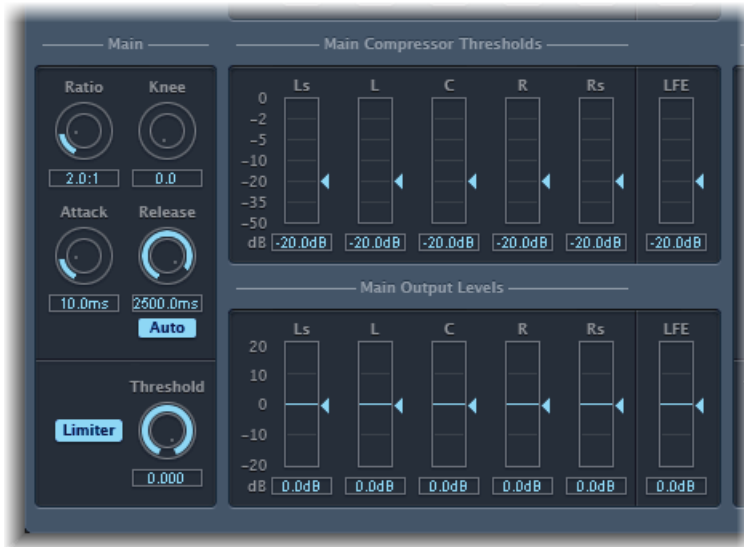 Main
Ratio Knee
2.0:1 0.0
Attack Release
10.0ms 2500.0ms
Auto
Threshold
Limiter
0.000
Main Compressor Thresholds
Ls L C R Rs LFE
0
-2
-5
-10
-20
-35
-50
dB -20.0dB -20.0dB -20.0dB -20.0dB -20.0dB -20.0dB
Main Output Levels
Ls L C R Rs LFE
20
10
0
-10
-20
dB 0.0dB 0.0dB 0.0dB 0.0dB 0.0dB 0.0dB